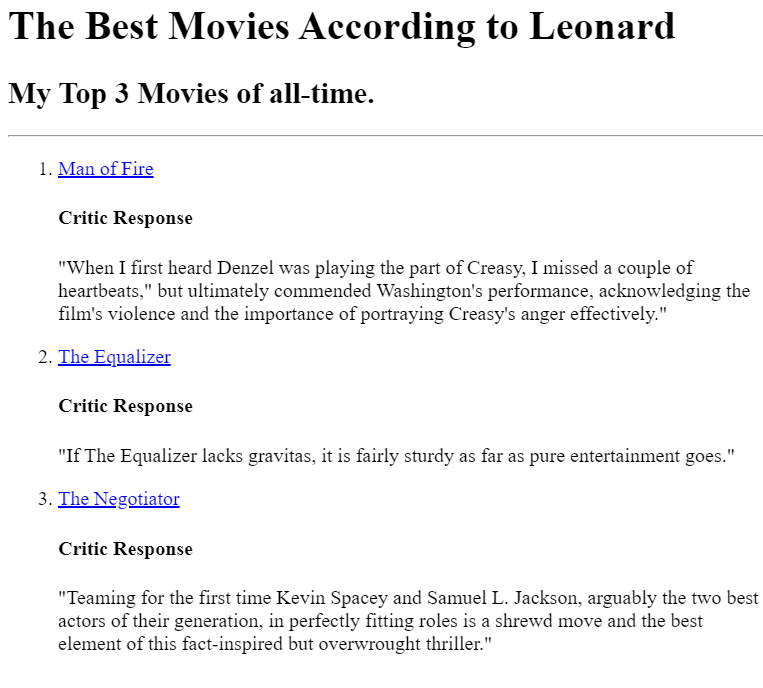 The Best Movies According to Leonard
My Top 3 Movies of all-time.
1. Man of Fire
Critic Response
"When I first heard Denzel was playing the part of Creasy, I missed a couple of
heartbeats," but ultimately commended Washington's performance, acknowledging the
film's violence and the importance of portraying Creasy's anger effectively."
2. The Equalizer
Critic Response
"If The Equalizer lacks gravitas, it is fairly sturdy as far as pure entertainment goes."
3. The Negotiator
Critic Response
"Teaming for the first time Kevin Spacey and Samuel L. Jackson, arguably the two best
actors of their generation, in perfectly fitting roles is a shrewd move and the best
element of this fact-inspired but overwrought thriller."